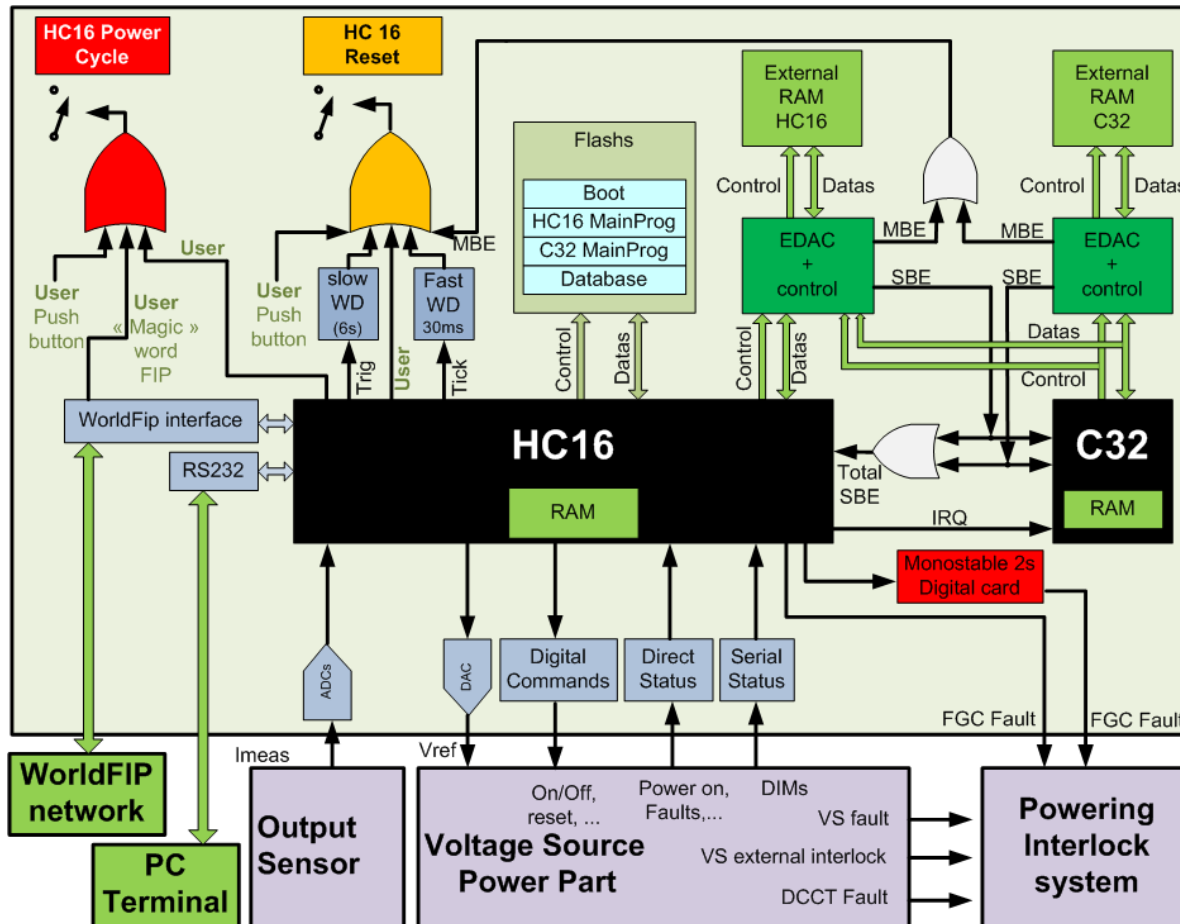 HC16 Power
Cycle
HC 16
Reset
External
RAM
HC16
External
RAM
C32
Flashs
Boot
HC16 MainProg
C32 MainProg
Database
Control
Datas
Control
Datas
EDAC
+
control
EDAC
+
control
MBE
MBE
MBE
SBE
SBE
User
User
Push
button
User
« Magic »
word
FIP
User
Push
button
slow
WD
(6s)
Fast
WD
30ms
Trig
User
Tick
Control
Datas
Control
Datas
Datas
Control
WorldFip interface
RS232
HC16
RAM
Total
SBE
C32
RAM
IRQ
Monostable 2s
Digital card
ADCs
DAC
Digital
Commands
Direct
Status
Serial
Status
FGC Fault
FGC Fault
Imeas
Vref
WorldFIP
network
PC
Terminal
Output
Sensor
On/Off,
reset, ...
Power on,
Faults,...
DIMs
Voltage Source
Power Part
VS fault
VS external interlock
DCCT Fault
Powering
Interlock
system